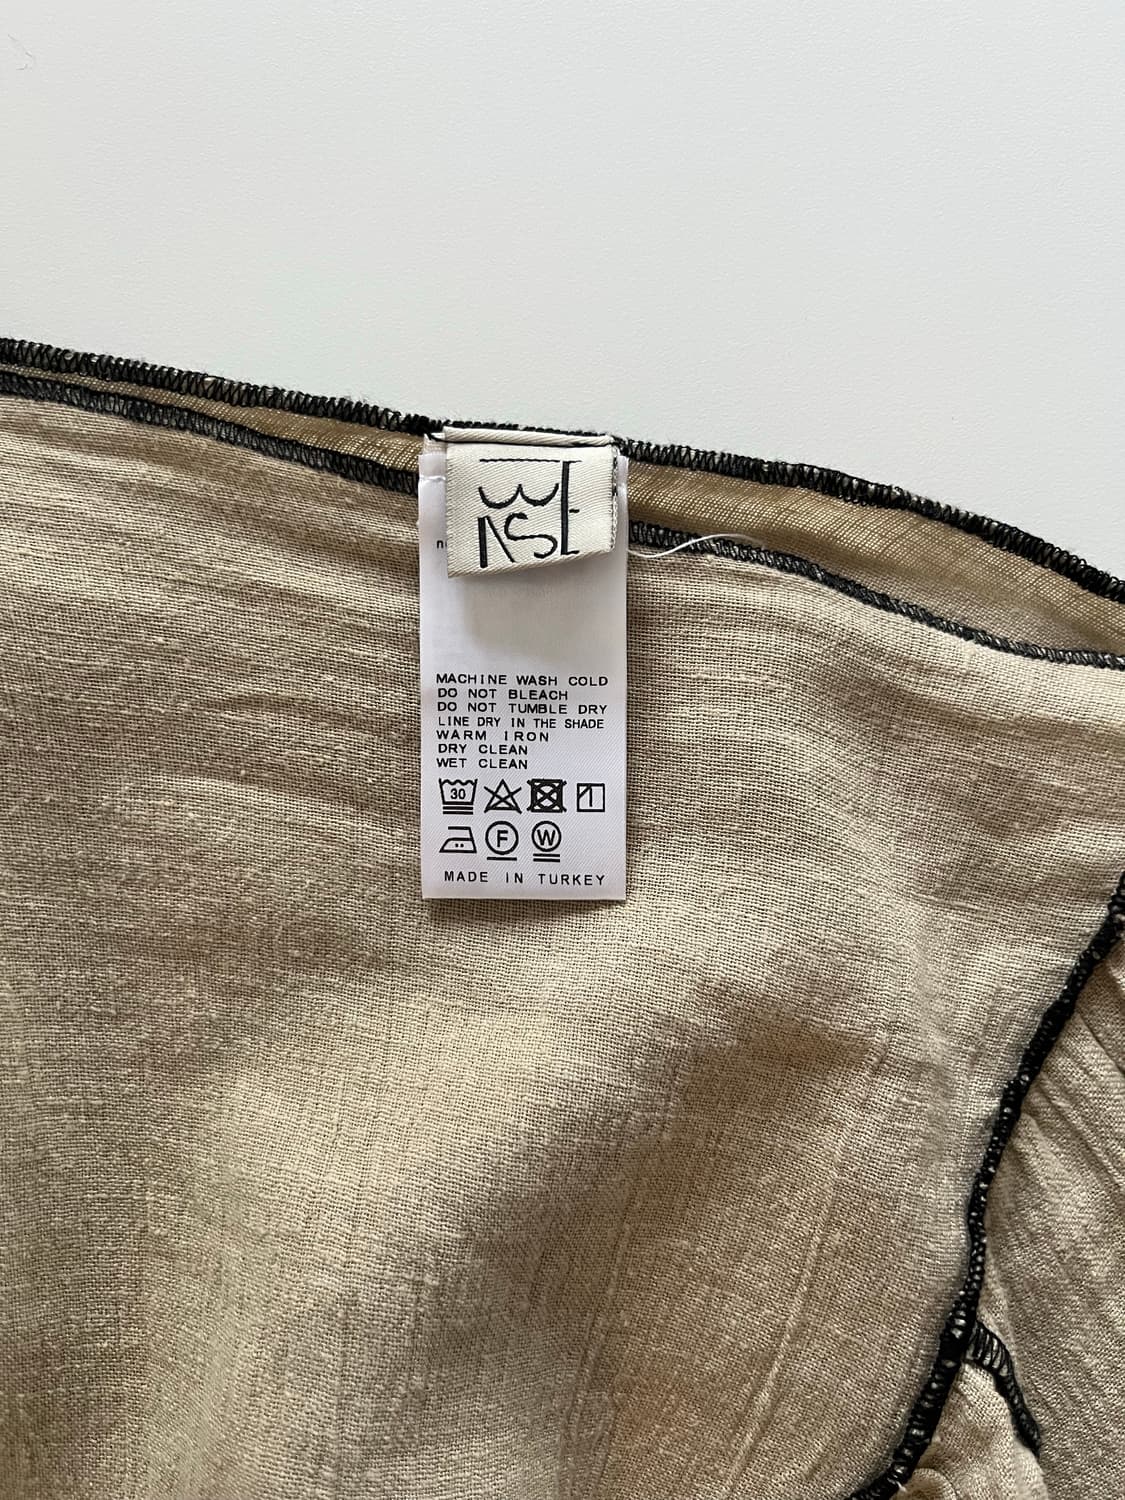 MACHINE WASH COLD
DO NOT BLEACH
DO NOT TUMBLE DRY
LINE DRY IN THE SHADE
WARM IRON
DRY CLEAN
WET CLEAN
30
F W
MADE IN TURKEY